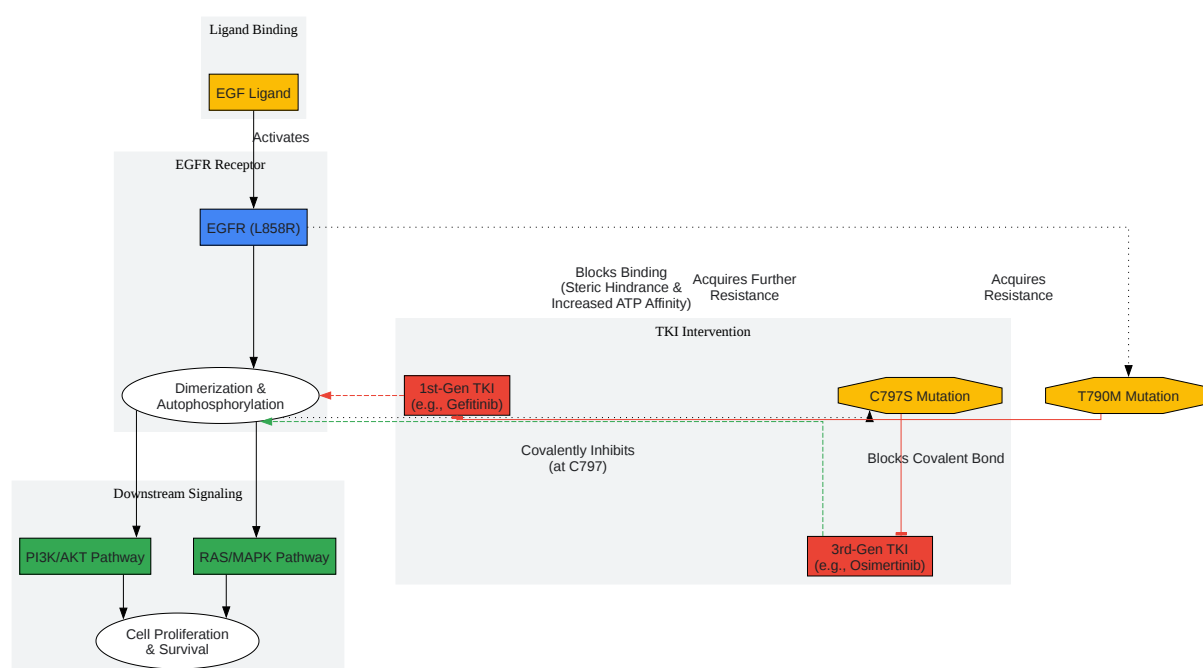 Ligand Binding
EGF Ligand
Activates
EGFR Receptor
EGFR (L858R)
Blocks Binding
(Steric Hindrance &
Increased ATP Affinity)
Acquires Further
Resistance
Acquires
Resistance
TKI Intervention
Dimerization &
Autophosphorylation
1st-Gen TKI
(e.g., Gefitinib)
C797S Mutation
T790M Mutation
Covalently Inhibits
(at C797)
Blocks Covalent Bond
Downstream Signaling
PI3K/AKT Pathway
RAS/MAPK Pathway
3rd-Gen TKI
(e.g., Osimertinib)
Cell Proliferation
& Survival